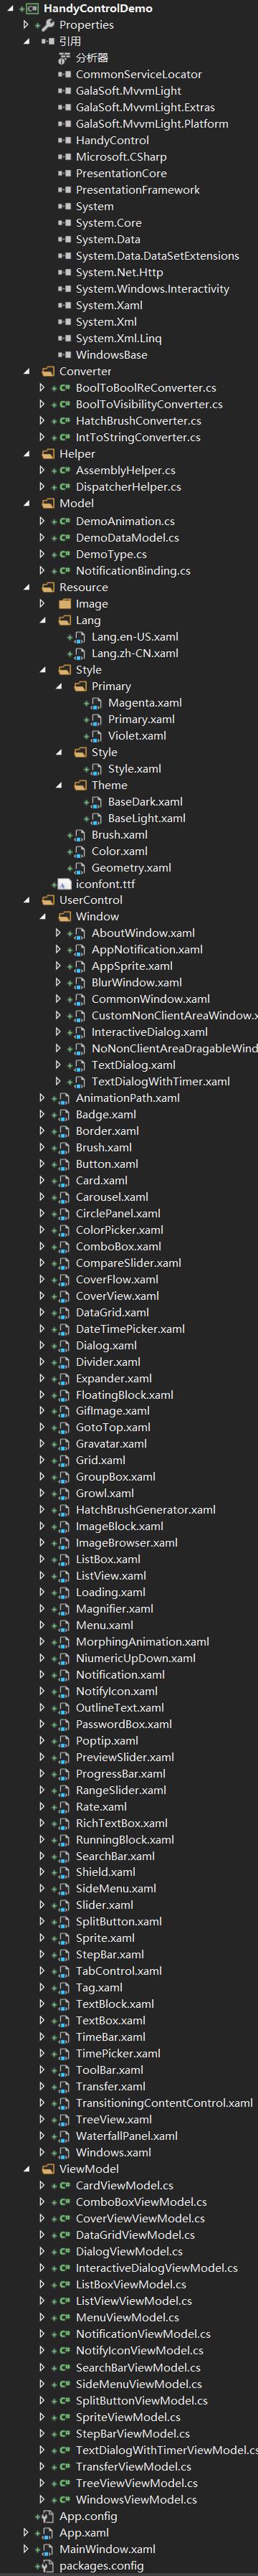 HandyControlDemo
Properties
引用
分析器
CommonServiceLocator
GalaSoft.MvvmLight
GalaSoft.MvvmLight.Extras
GalaSoft.MvvmLight.Platform
HandyControl
Microsoft.CSharp
PresentationCore
PresentationFramework
System
System.Core
System.Data
System.Data.DataSetExtensions
System.Net.Http
System.Windows.Interactivity
System.Xaml
System.Xml
System.Xml.Linq
WindowsBase
Converter
BoolToBoolReConverter.cs
BoolToVisibilityConverter.cs
HatchBrushConverter.cs
IntToStringConverter.cs
Helper
AssemblyHelper.cs
DispatcherHelper.cs
Model
DemoAnimation.cs
DemoDataModel.cs
DemoType.cs
NotificationBinding.cs
Resource
Image
Lang
Lang.en-US.xaml
Lang.zh-CN.xaml
Style
Primary
Magenta.xaml
Primary.xaml
Violet.xaml
Style
Style.xaml
Theme
BaseDark.xaml
BaseLight.xaml
Brush.xaml
Color.xaml
Geometry.xaml
iconfont.ttf
UserControl
Window
AboutWindow.xaml
AppNotification.xaml
AppSprite.xaml
BlurWindow.xaml
CommonWindow.xaml
CustomNonClientAreaWindow.x
InteractiveDialog.xaml
NoNonClientAreaDragableWind
TextDialog.xaml
TextDialogWithTimer.xaml
AnimationPath.xaml
Badge.xaml
Border.xaml
Brush.xaml
Button.xaml
Card.xaml
Carousel.xaml
CirclePanel.xaml
ColorPicker.xaml
ComboBox.xaml
CompareSlider.xaml
CoverFlow.xaml
CoverView.xaml
DataGrid.xaml
DateTimePicker.xaml
Dialog.xaml
Divider.xaml
Expander.xaml
FloatingBlock.xaml
GifImage.xaml
GotoTop.xaml
Gravatar.xaml
Grid.xaml
GroupBox.xaml
Growl.xaml
HatchBrushGenerator.xaml
ImageBlock.xaml
ImageBrowser.xaml
ListBox.xaml
ListView.xaml
Loading.xaml
Magnifier.xaml
Menu.xaml
MorphingAnimation.xaml
NiumericUpDown.xaml
Notification.xaml
NotifyIcon.xaml
OutlineText.xaml
PasswordBox.xaml
Poptip.xaml
PreviewSlider.xaml
ProgressBar.xaml
RangeSlider.xaml
Rate.xaml
RichTextBox.xaml
RunningBlock.xaml
SearchBar.xaml
Shield.xaml
SideMenu.xaml
Slider.xaml
SplitButton.xaml
Sprite.xaml
StepBar.xaml
TabControl.xaml
Tag.xaml
TextBlock.xaml
TextBox.xaml
TimeBar.xaml
TimePicker.xaml
ToolBar.xaml
Transfer.xaml
TransitioningContentControl.xaml
TreeView.xaml
WaterfallPanel.xaml
Windows.xaml
ViewModel
CardViewModel.cs
ComboBoxViewModel.cs
CoverViewViewModel.cs
DataGridViewModel.cs
DialogViewModel.cs
InteractiveDialogViewModel.cs
ListBoxViewModel.cs
ListViewViewModel.cs
MenuViewModel.cs
NotificationViewModel.cs
NotifyIconViewModel.cs
SearchBarViewModel.cs
SideMenuViewModel.cs
SplitButtonViewModel.cs
SpriteViewModel.cs
StepBarViewModel.cs
TextDialogWithTimerViewModel.cs
TransferViewModel.cs
TreeViewViewModel.cs
WindowsViewModel.cs
App.config
App.xaml
MainWindow.xaml
packages.config